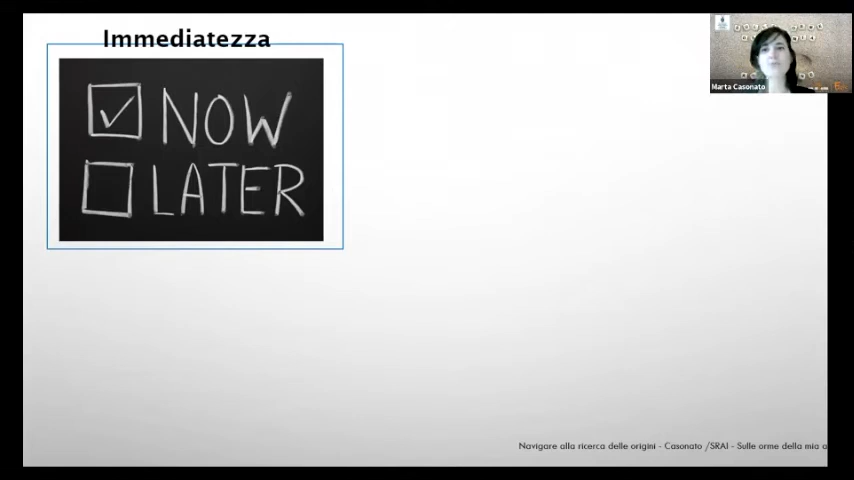 Immediatezza
NOW
LATER
Marta Casonato
Navigare alla ricerca delle origini - Casonato /SRAI - Sulle orme della mia a